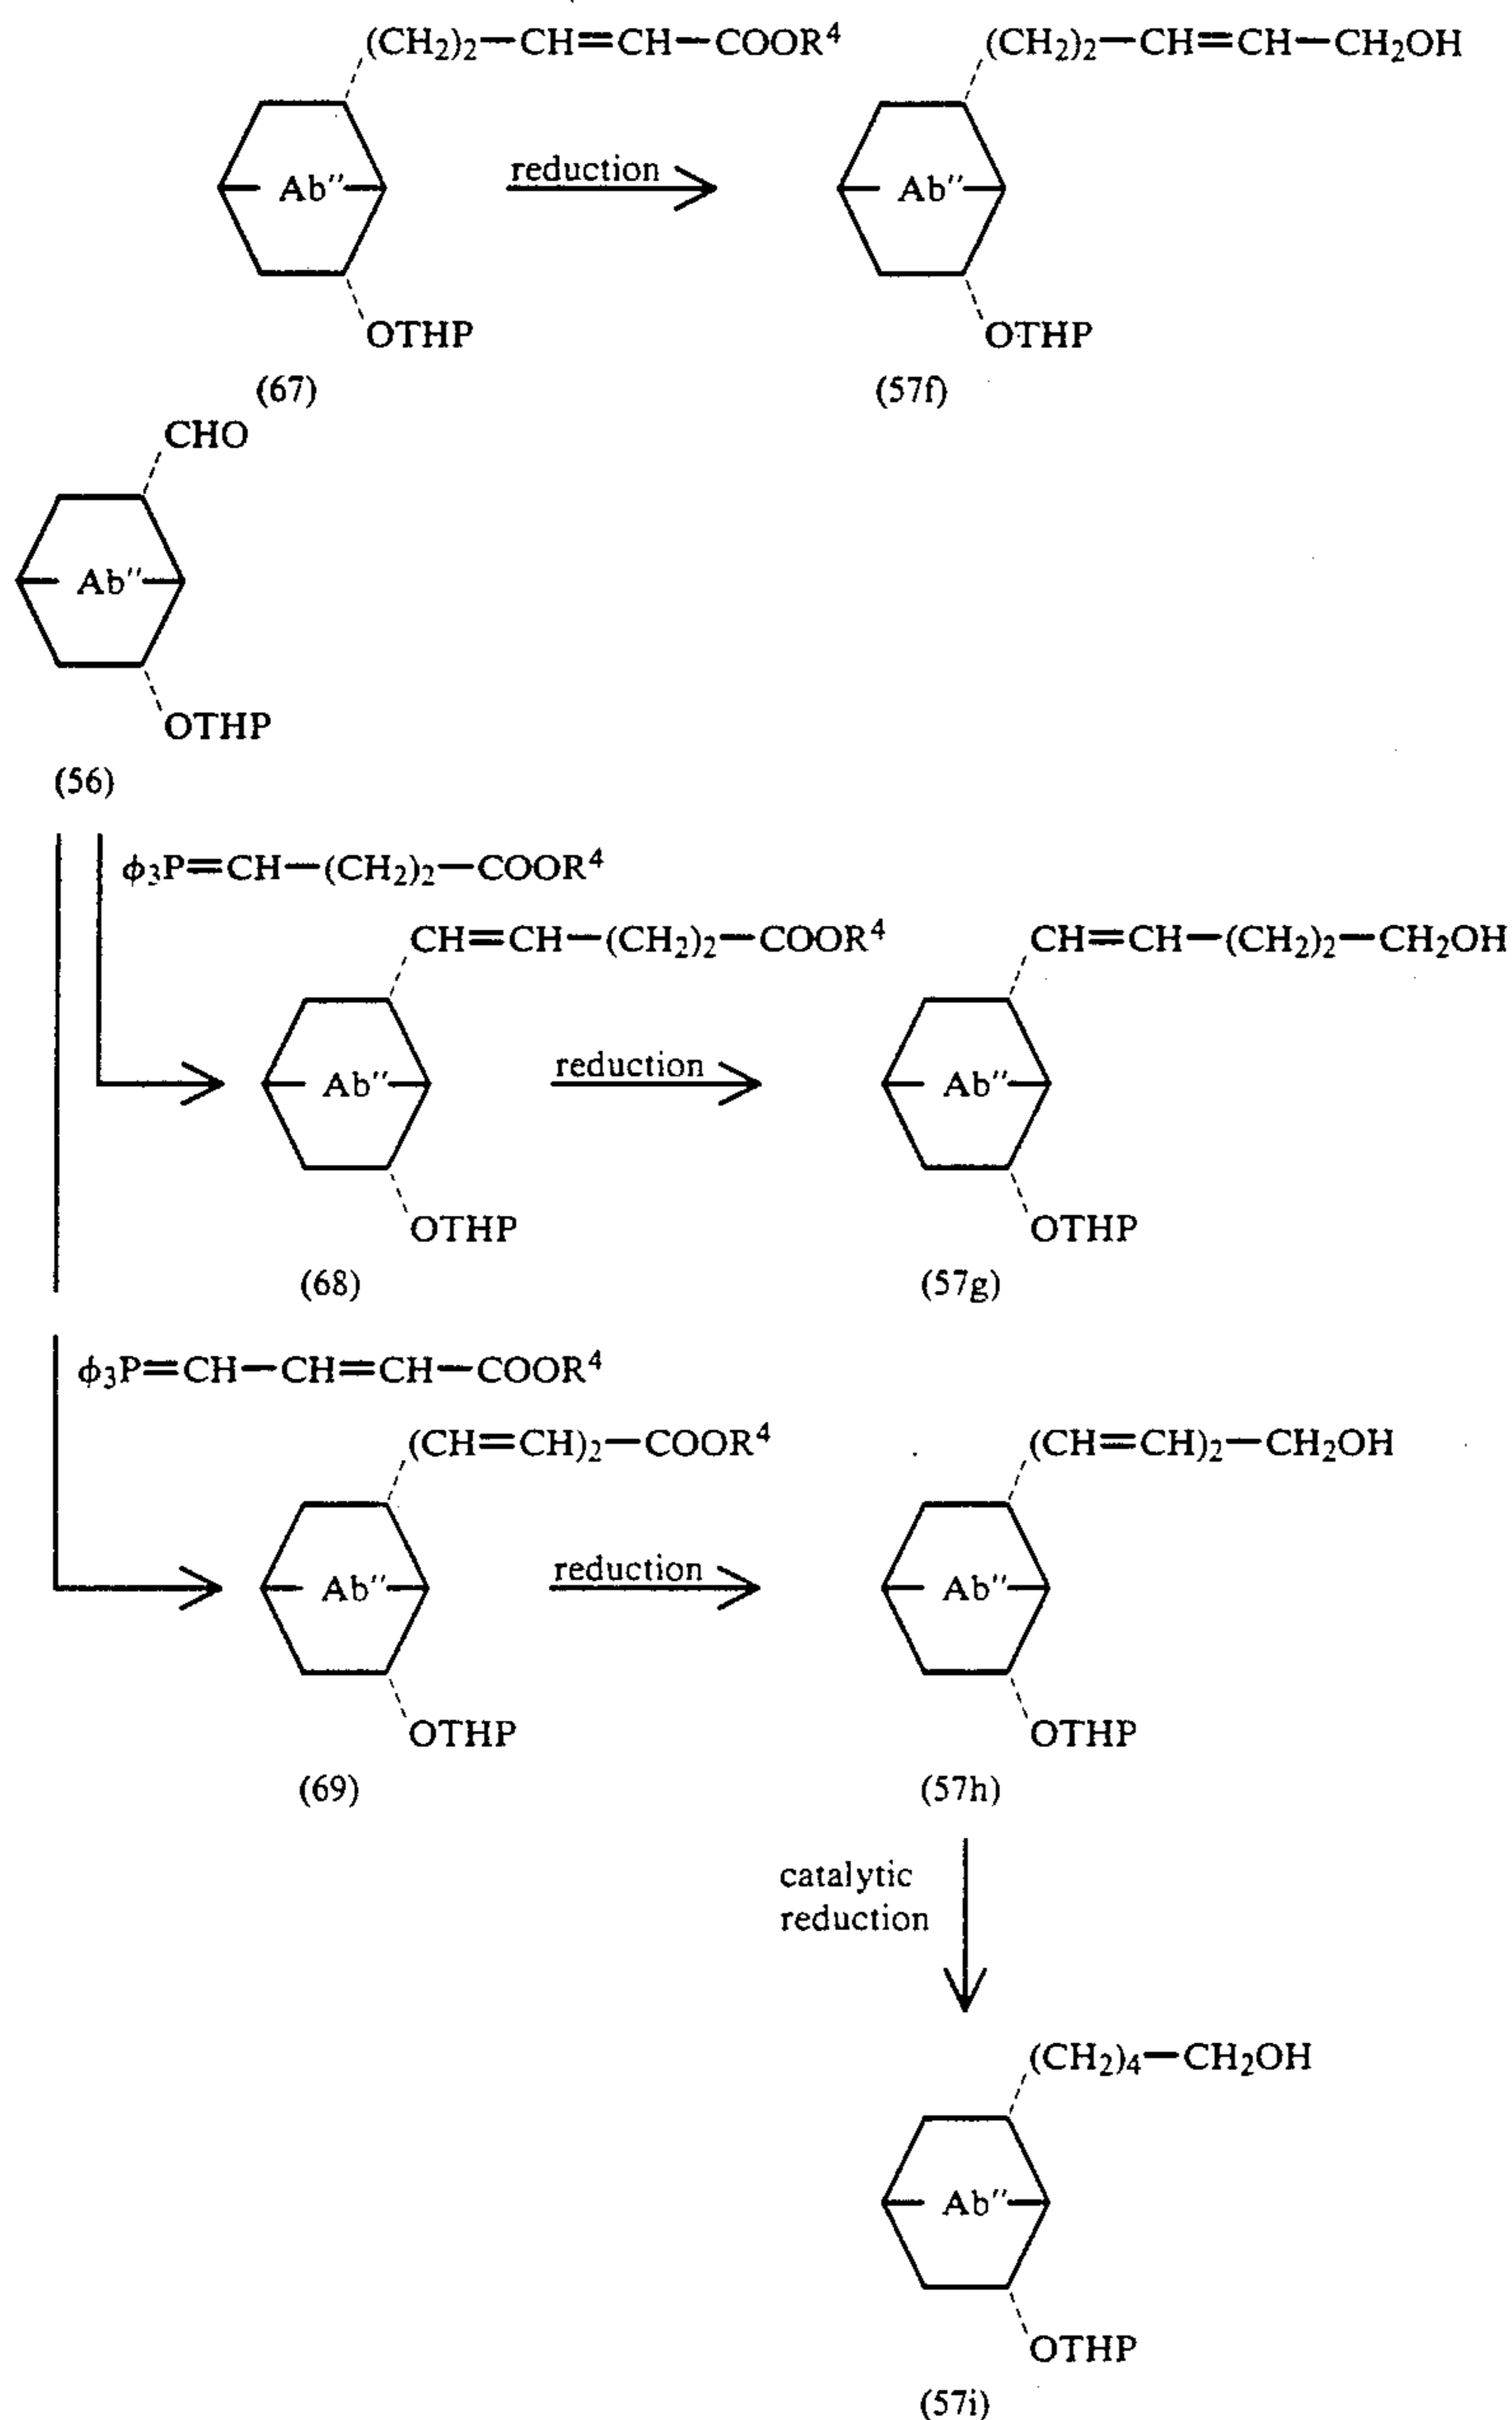 (CH₂)₂—CH=CH—COOR⁴
(CH₂)₂—CH=CH—CH₂OH
Ab″
reduction
Ab″
OTHP
OTHP
(67)
(57f)
CHO
Ab″
OTHP
(56)
ϕ₃P=CH—(CH₂)₂—COOR⁴
CH=CH—(CH₂)₂—COOR⁴
CH=CH—(CH₂)₂—CH₂OH
Ab″
reduction
Ab″
OTHP
OTHP
(68)
(57g)
ϕ₃P=CH—CH=CH—COOR⁴
(CH=CH)₂—COOR⁴
(CH=CH)₂—CH₂OH
Ab″
reduction
Ab″
OTHP
OTHP
(69)
(57h)
catalytic
reduction
(CH₂)₄—CH₂OH
Ab″
OTHP
(57i)